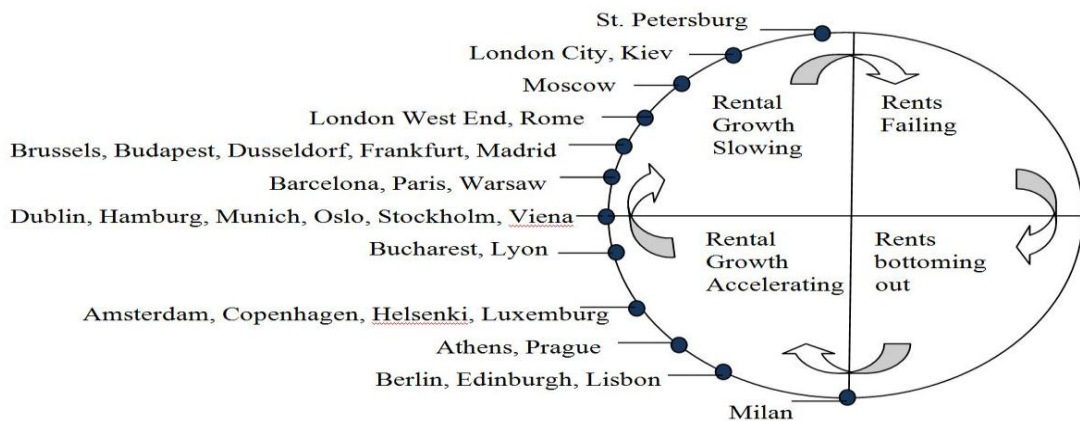 St. Petersburg
London City, Kiev
Moscow
London West End, Rome
Brussels, Budapest, Dusseldorf, Frankfurt, Madrid
Barcelona, Paris, Warsaw
Dublin, Hamburg, Munich, Oslo, Stockholm, Viena
Bucharest, Lyon
Amsterdam, Copenhagen, Helsenki, Luxemburg
Athens, Prague
Berlin, Edinburgh, Lisbon
Milan
Rental
Growth
Slowing
Rents
Failing
Rental
Growth
Accelerating
Rents
bottoming
out